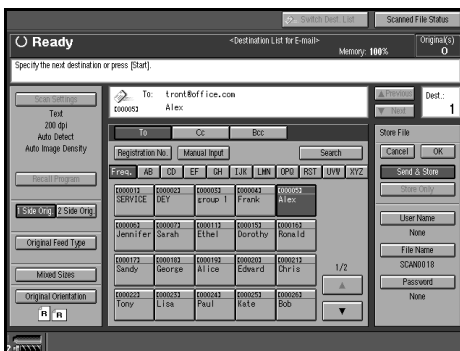 Switch Dest. List
Scanned File Status
Ready
<Destination List for E-mail>
Memory: 100%
Original(s)
0
Specify the next destination or press [Start].
Scan Settings
Text
200 dpi
Auto Detect
Auto Image Density
Recall Program
1 Side Orig.
2 Side Orig.
Original Feed Type
Mixed Sizes
Original Orientation
R R
To: tront@office.com
[00005] Alex
▲ Previous
▼ Next
Dest.:
1
To Cc Bcc
Registration No. Manual Input Search
Freq. AB CD EF GH IJK LMN OPQ RST UVW XYZ
[00001] [00002] [00003] [00004] [00005]
SERVICE DEY group 1 Frank Alex
[00006] [00007] [00011] [00015] [00016]
Jennifer Sarah Ethel Dorothy Ronald
[00017] [00018] [00019] [00020] [00021]
Sandy George Alice Edward Chris
[00022] [00023] [00024] [00025] [00026]
Tony Lisa Paul Kate Bob
1/2
▲
▼
Store File
Cancel OK
Send & Store
Store Only
User Name
None
File Name
SCAN0018
Password
None